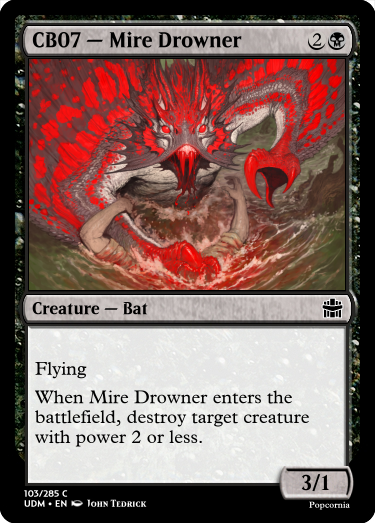 CB07 — Mire Drowner 2
Creature — Bat
Flying
When Mire Drowner enters the
battlefield, destroy target creature
with power 2 or less.
3/1
103/285 C
UDM • EN John Tedrick
Popcornia